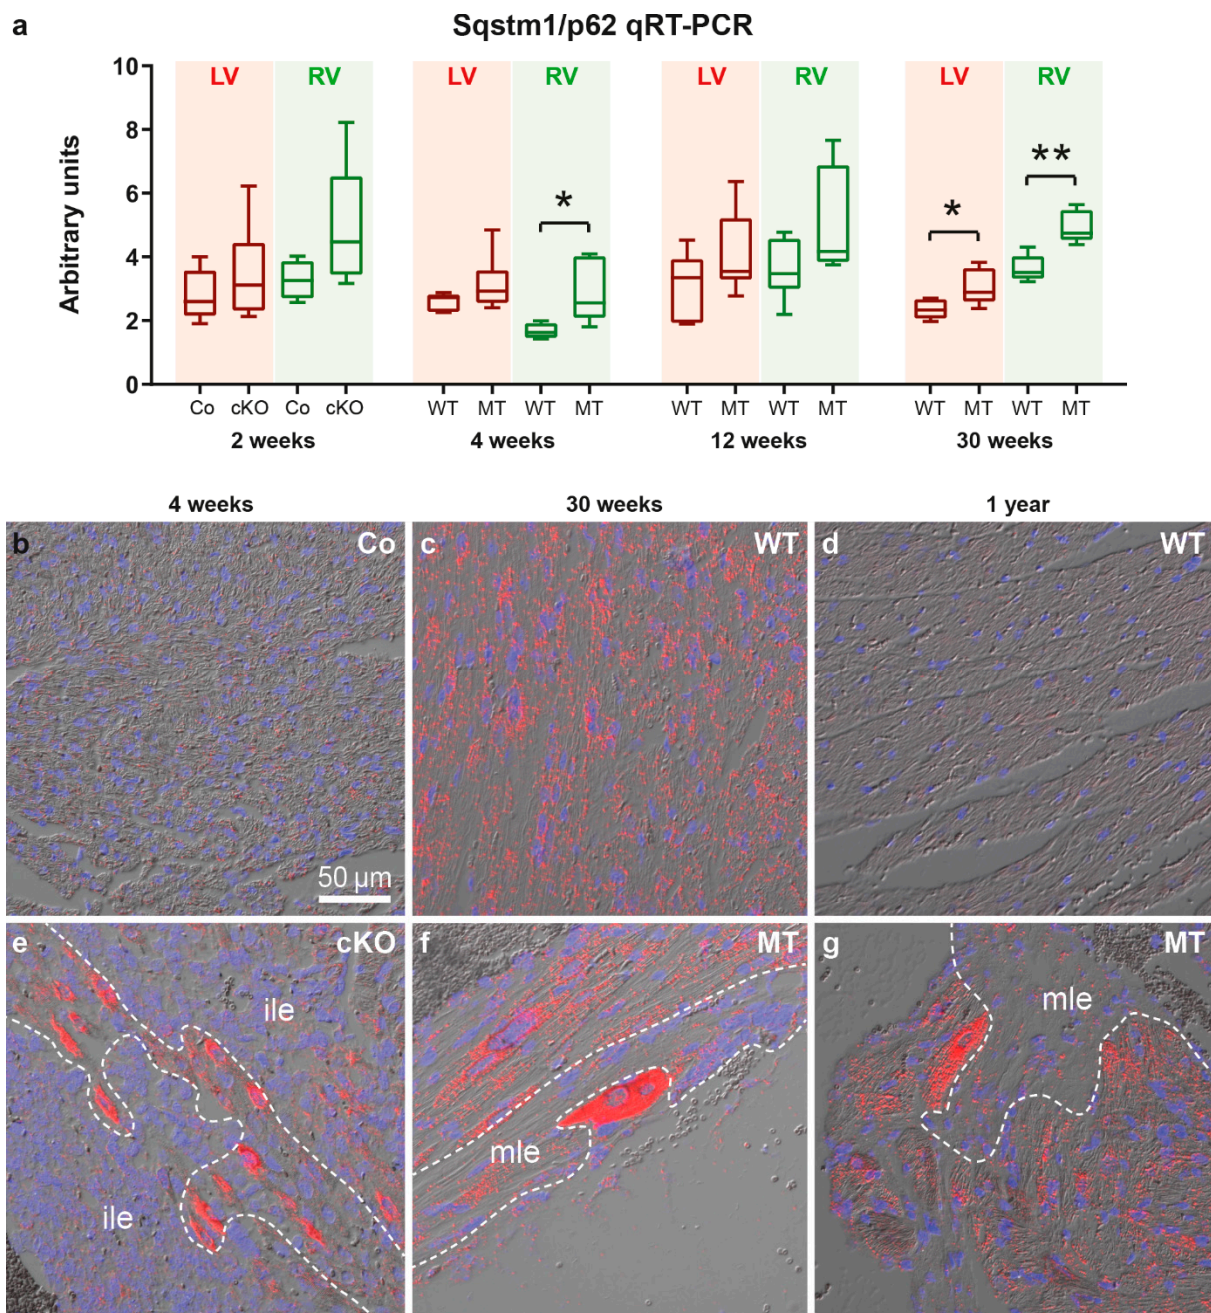 a
Sqstm1/p62 qRT-PCR
Arbitrary units
10
8
6
4
2
0
LV RV LV RV LV RV LV RV
* * **
Co cKO Co cKO WT MT WT MT WT MT WT MT WT MT WT MT
2 weeks 4 weeks 12 weeks 30 weeks
4 weeks 30 weeks 1 year
b Co c WT d WT
50 µm
e cKO f MT g MT
ile mle mle
ile